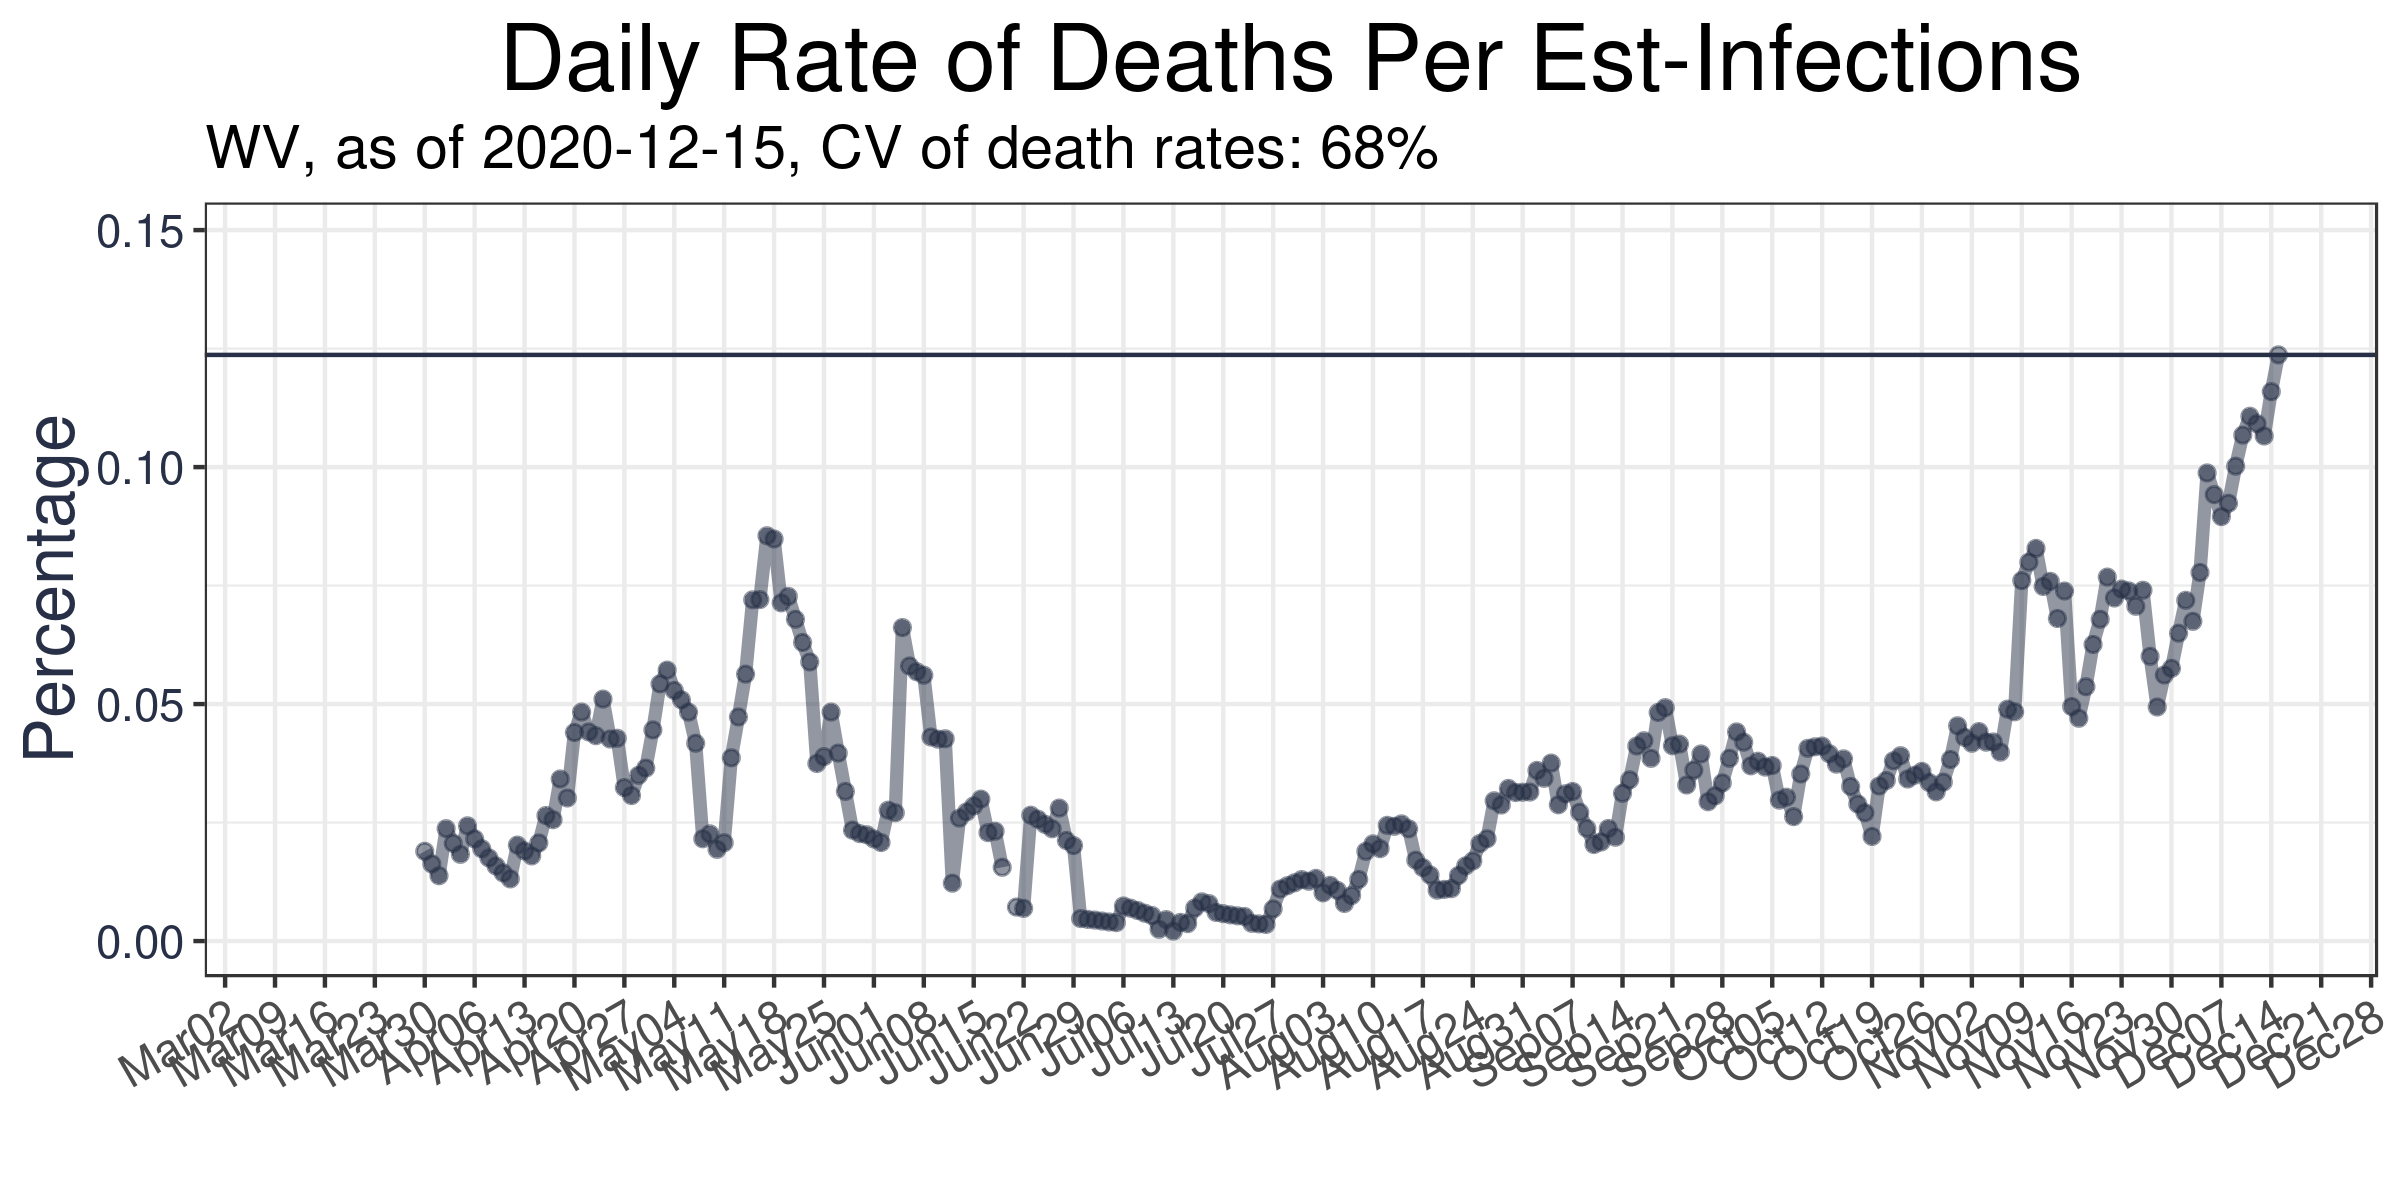 Daily Rate of Deaths Per Est-Infections
WV, as of 2020-12-15, CV of death rates: 68%
Percentage
0.15
0.10
0.05
0.00
Mar02
Mar09
Mar16
Mar23
Mar30
Apr06
Apr13
Apr20
Apr27
May04
May11
May18
May25
Jun01
Jun08
Jun15
Jun22
Jun29
Jul06
Jul13
Jul20
Jul27
Aug03
Aug10
Aug17
Aug24
Aug31
Sep07
Sep14
Sep21
Sep28
Oct05
Oct12
Oct19
Oct26
Nov02
Nov09
Nov16
Nov23
Nov30
Dec07
Dec14
Dec21
Dec28